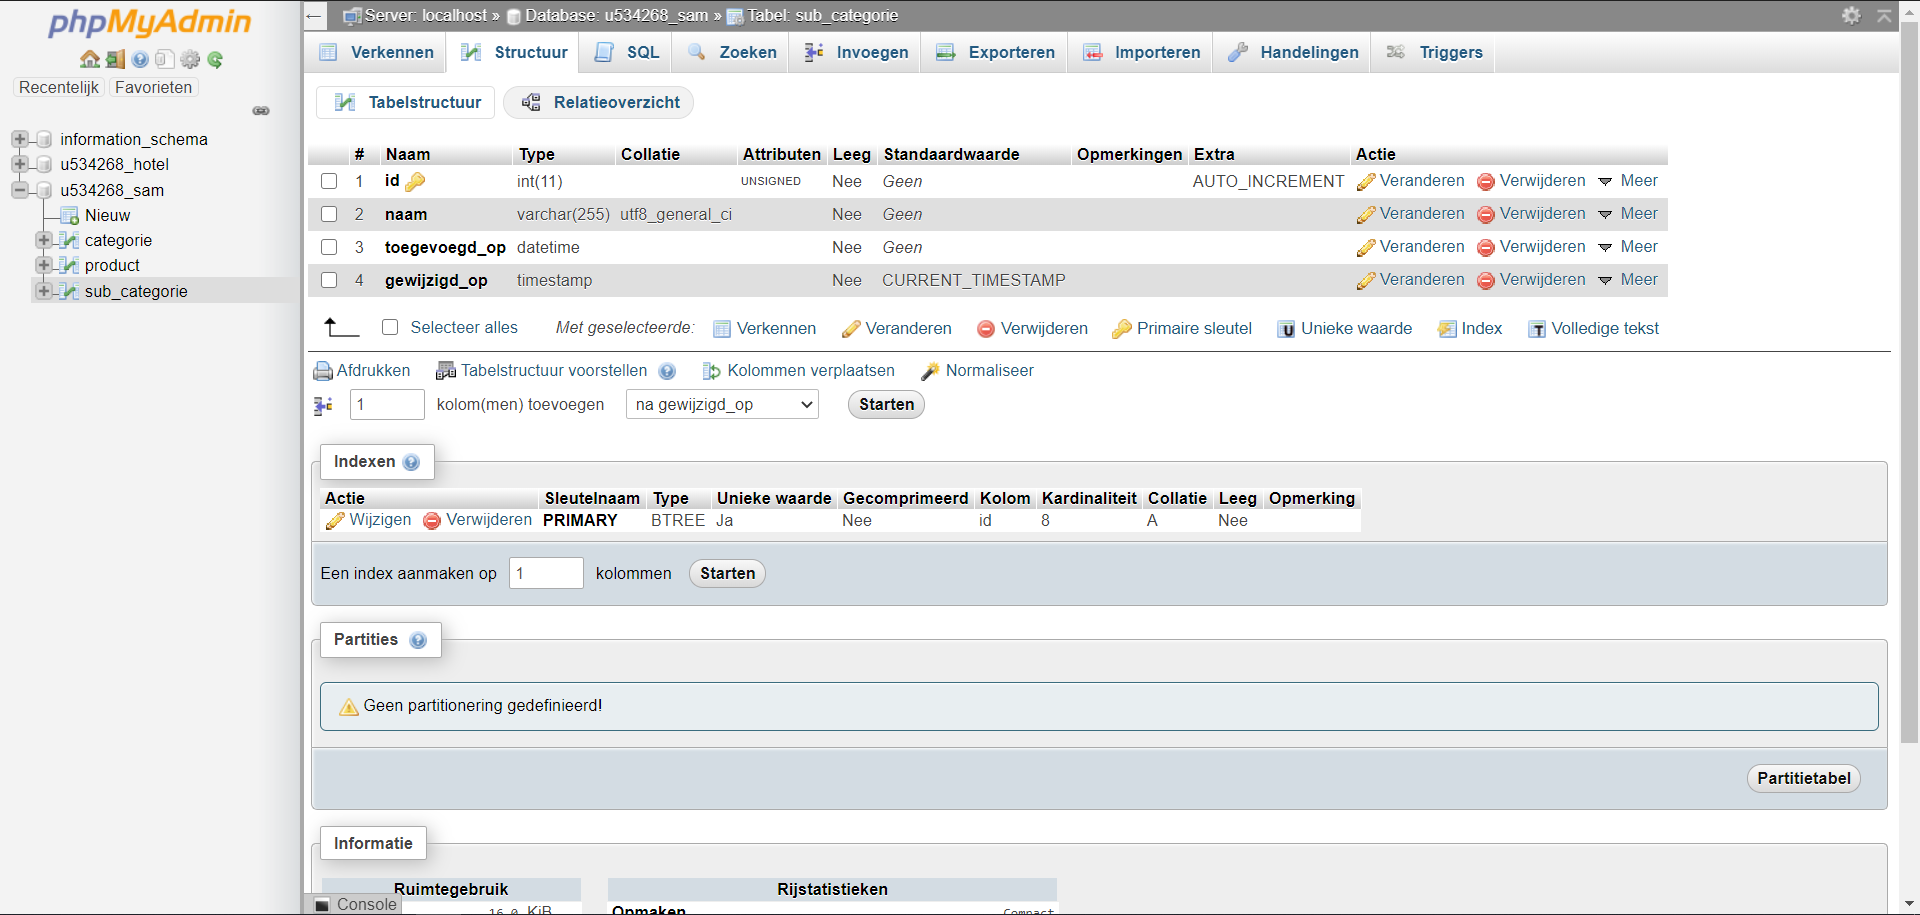 phpMyAdmin
Recentelijk Favorieten
information_schema
u534268_hotel
u534268_sam
Nieuw
categorie
product
sub_categorie
← Server: localhost » Database: u534268_sam » Tabel: sub_categorie
Verkennen Structuur SQL Zoeken Invoegen Exporteren Importeren Handelingen Triggers
Tabelstructuur Relatieoverzicht
# Naam Type Collatie Attributen Leeg Standaardwaarde Opmerkingen Extra Actie
1 id int(11) UNSIGNED Nee Geen AUTO_INCREMENT Veranderen Verwijderen Meer
2 naam varchar(255) utf8_general_ci Nee Geen Veranderen Verwijderen Meer
3 toegevoegd_op datetime Nee Geen Veranderen Verwijderen Meer
4 gewijzigd_op timestamp Nee CURRENT_TIMESTAMP Veranderen Verwijderen Meer
Selecteer alles Met geselecteerde: Verkennen Veranderen Verwijderen Primaire sleutel Unieke waarde Index Volledige tekst
Afdrukken Tabelstructuur voorstellen Kolommen verplaatsen Normaliseer
1 kolom(men) toevoegen na gewijzigd_op Starten
Indexen
Actie Sleutelnaam Type Unieke waarde Gecomprimeerd Kolom Kardinaliteit Collatie Leeg Opmerking
Wijzigen Verwijderen PRIMARY BTREE Ja Nee id 8 A Nee
Een index aanmaken op 1 kolommen Starten
Partities
Geen partitionering gedefinieerd!
Partitietabel
Informatie
Ruimtegebruik Rijstatistieken
Console 16.0 KiB Opmaken Compact